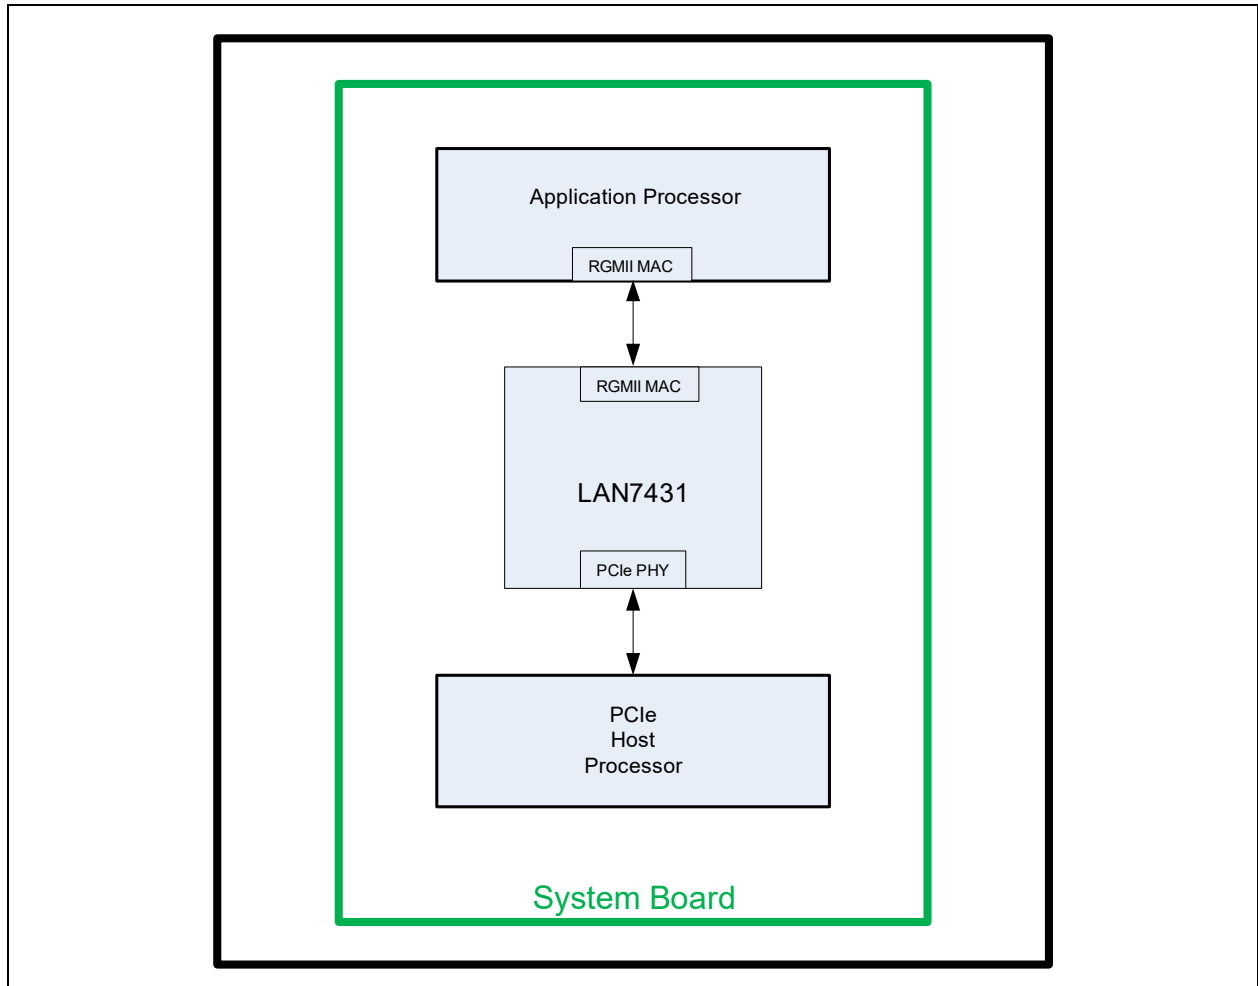 Application Processor
RGMII MAC
RGMII MAC
LAN7431
PCIe PHY
PCIe
Host
Processor
System Board